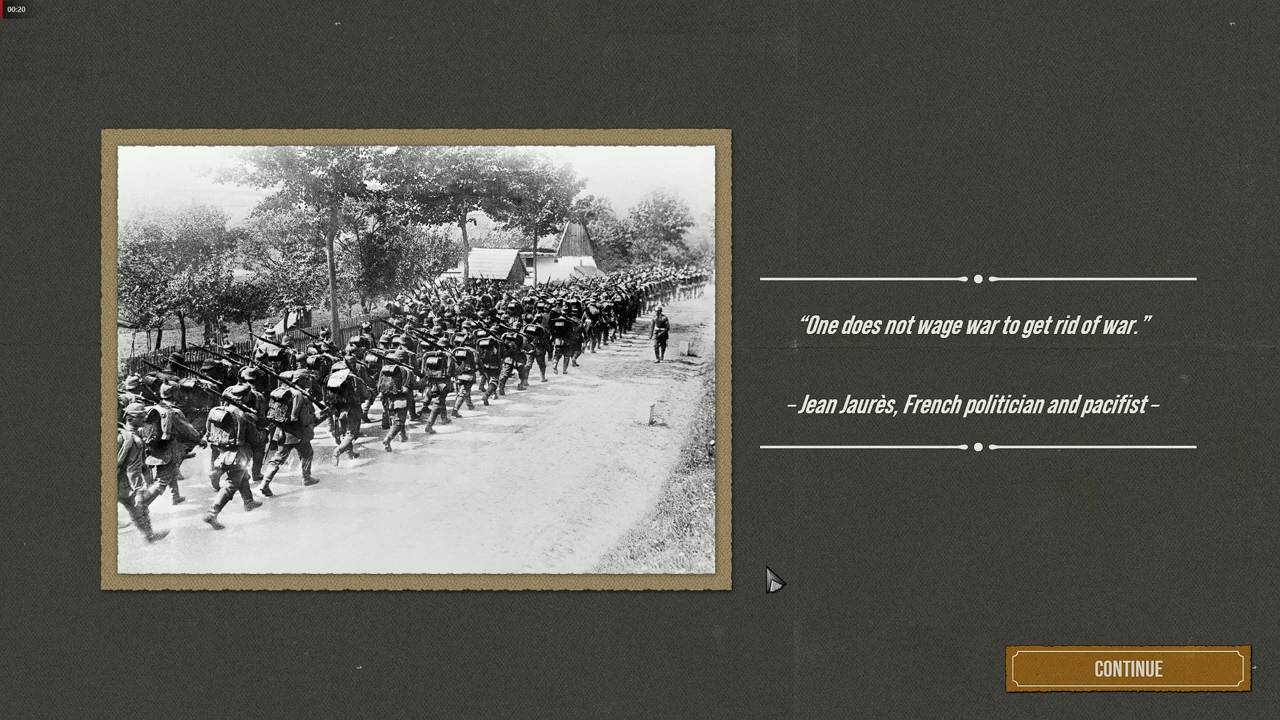 00:20
“One does not wage war to get rid of war.”
– Jean Jaurès, French politician and pacifist –
CONTINUE